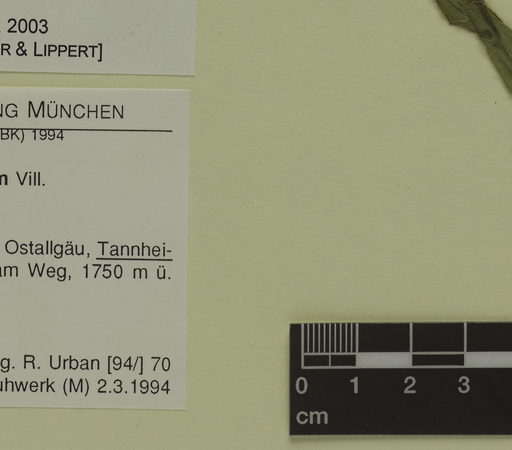 2003
R & LIPPERT]
NG MÜNCHEN
BK) 1994
m Vill.
Ostallgäu, Tannhei-
am Weg, 1750 m ü.
g. R. Urban [94/] 70
uhwerk (M) 2.3.1994
0 1 2 3
cm